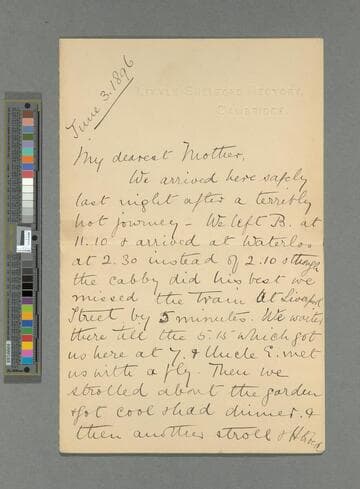 June 3. 1896
LITTLE SHELFORD RECTORY,
CAMBRIDGE.
My dearest Mother,
We arrived here safely
last night after a terribly
hot journey - We left B. at
11.10 & arrived at Waterloo
at 2.30 instead of 2.10 & though
the cabby did his best we
missed the train at Liverpool
Street by 5 minutes. We waited
there till the 5.15 which got
us here at 7. & Uncle E. met
us with a fly. Then we
strolled about the garden
& got cool & had dinner. &
then another stroll &